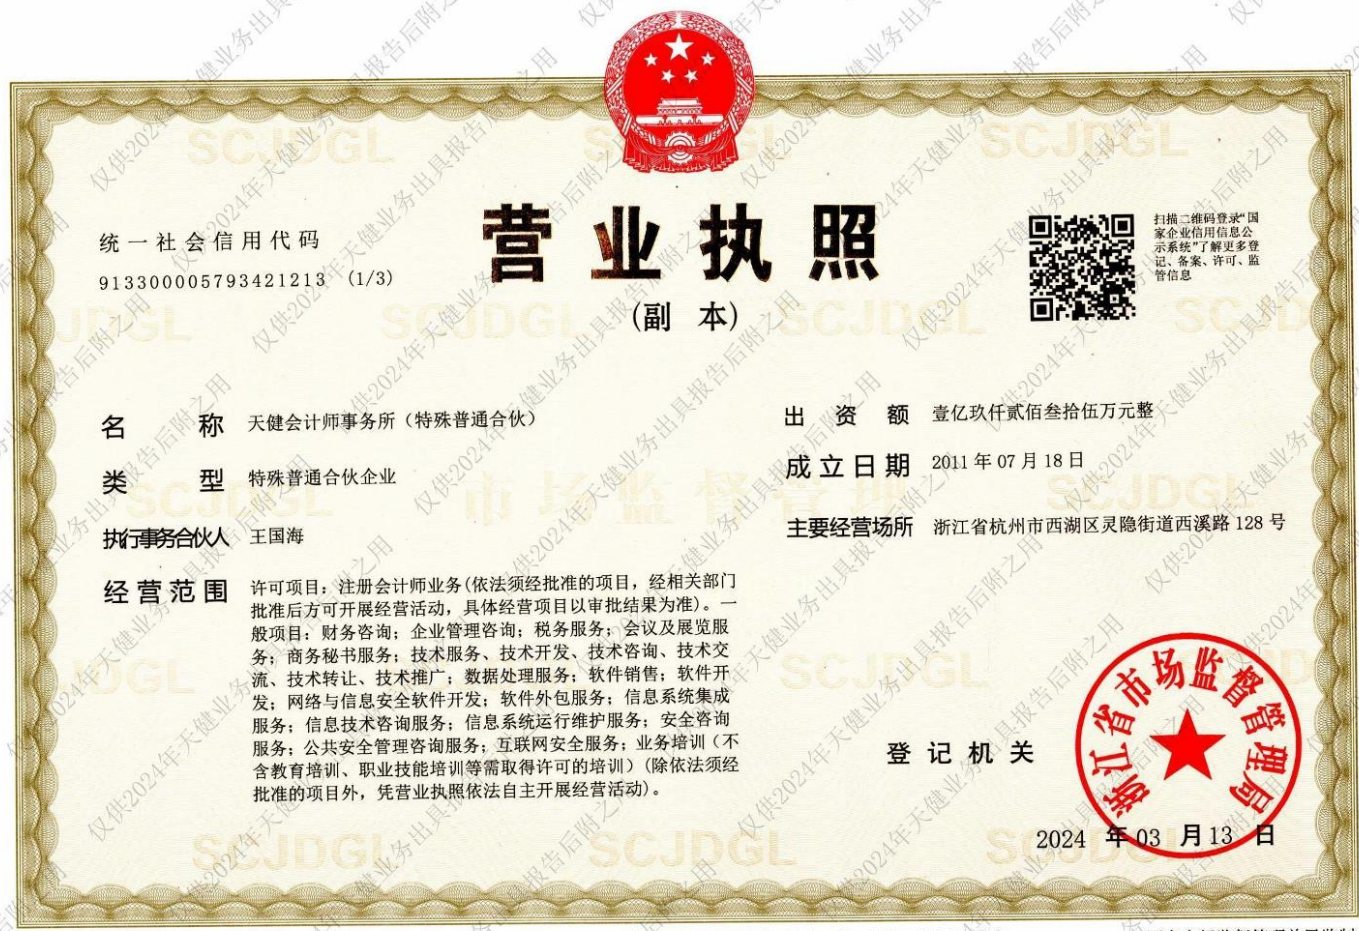 营业执照
(副 本)
统一社会信用代码
913300005793421213 (1/3)
扫描二维码登录“国
家企业信用信息公
示系统”了解更多登
记、备案、许可、监
管信息
名 称 天健会计师事务所（特殊普通合伙）
类 型 特殊普通合伙企业
执行事务合伙人 王国海
经营范围 许可项目：注册会计师业务(依法须经批准的项目，经相关部门
批准后方可开展经营活动，具体经营项目以审批结果为准)。一
般项目：财务咨询；企业管理咨询；税务服务；会议及展览服
务；商务秘书服务；技术服务、技术开发、技术咨询、技术交
流、技术转让、技术推广；数据处理服务；软件销售；软件开
发；网络与信息安全软件开发；软件外包服务；信息系统集成
服务；信息技术咨询服务；信息系统运行维护服务；安全咨询
服务；公共安全管理咨询服务；互联网安全服务；业务培训（不
含教育培训、职业技能培训等需取得许可的培训）(除依法须经
批准的项目外，凭营业执照依法自主开展经营活动)。
出 资 额 壹亿玖仟贰佰叁拾伍万元整
成立日期 2011 年 07 月 18 日
主要经营场所 浙江省杭州市西湖区灵隐街道西溪路 128 号
登记机关
浙江省市场监督管理局
2024 年 03 月 13 日
市场监督管理
SCJDGL
仅供2024年天健业务出具报告后附之用